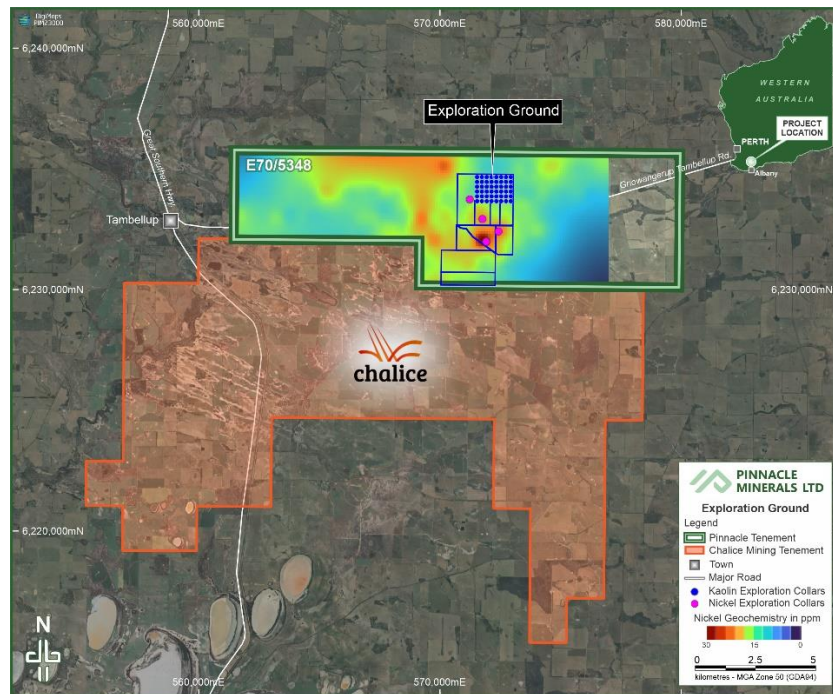 DigMaps
560,000mE
570,000mE
580,000mE
6,240,000mN
WESTERN
AUSTRALIA
PROJECT
LOCATION
PERTH
Albany
Exploration Ground
E70/5348
Great Southern Hwy.
Gnowangerup Tambellup Rd.
Tambellup
6,230,000mN
6,230,000mN
chalice
6,220,000mN
PINNACLE
MINERALS LTD
Exploration Ground
Legend
Pinnacle Tenement
Chalice Mining Tenement
Town
Major Road
Kaolin Exploration Collars
Nickel Exploration Collars
Nickel Geochemistry in ppm
30
0
0
2.5
5
kilometres - MGA Zone 50 (GDA94)
N
560,000mE
570,000mE